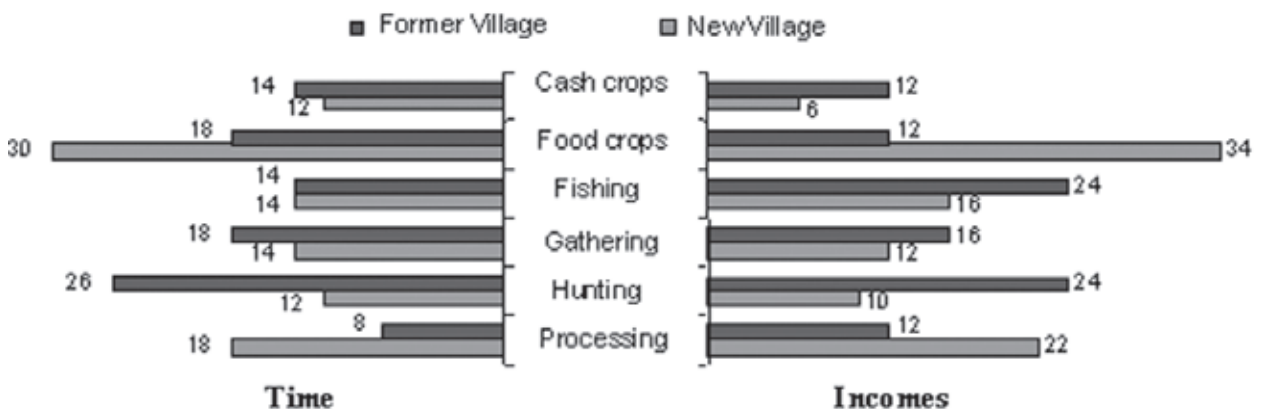 Former Village NewVillage
14 Cash crops 12
12 6
18 Food crops 12
30 34
14 Fishing 24
14 16
18 Gathering 16
14 12
26 Hunting 24
12 10
8 Processing 12
18 22
Time Incomes